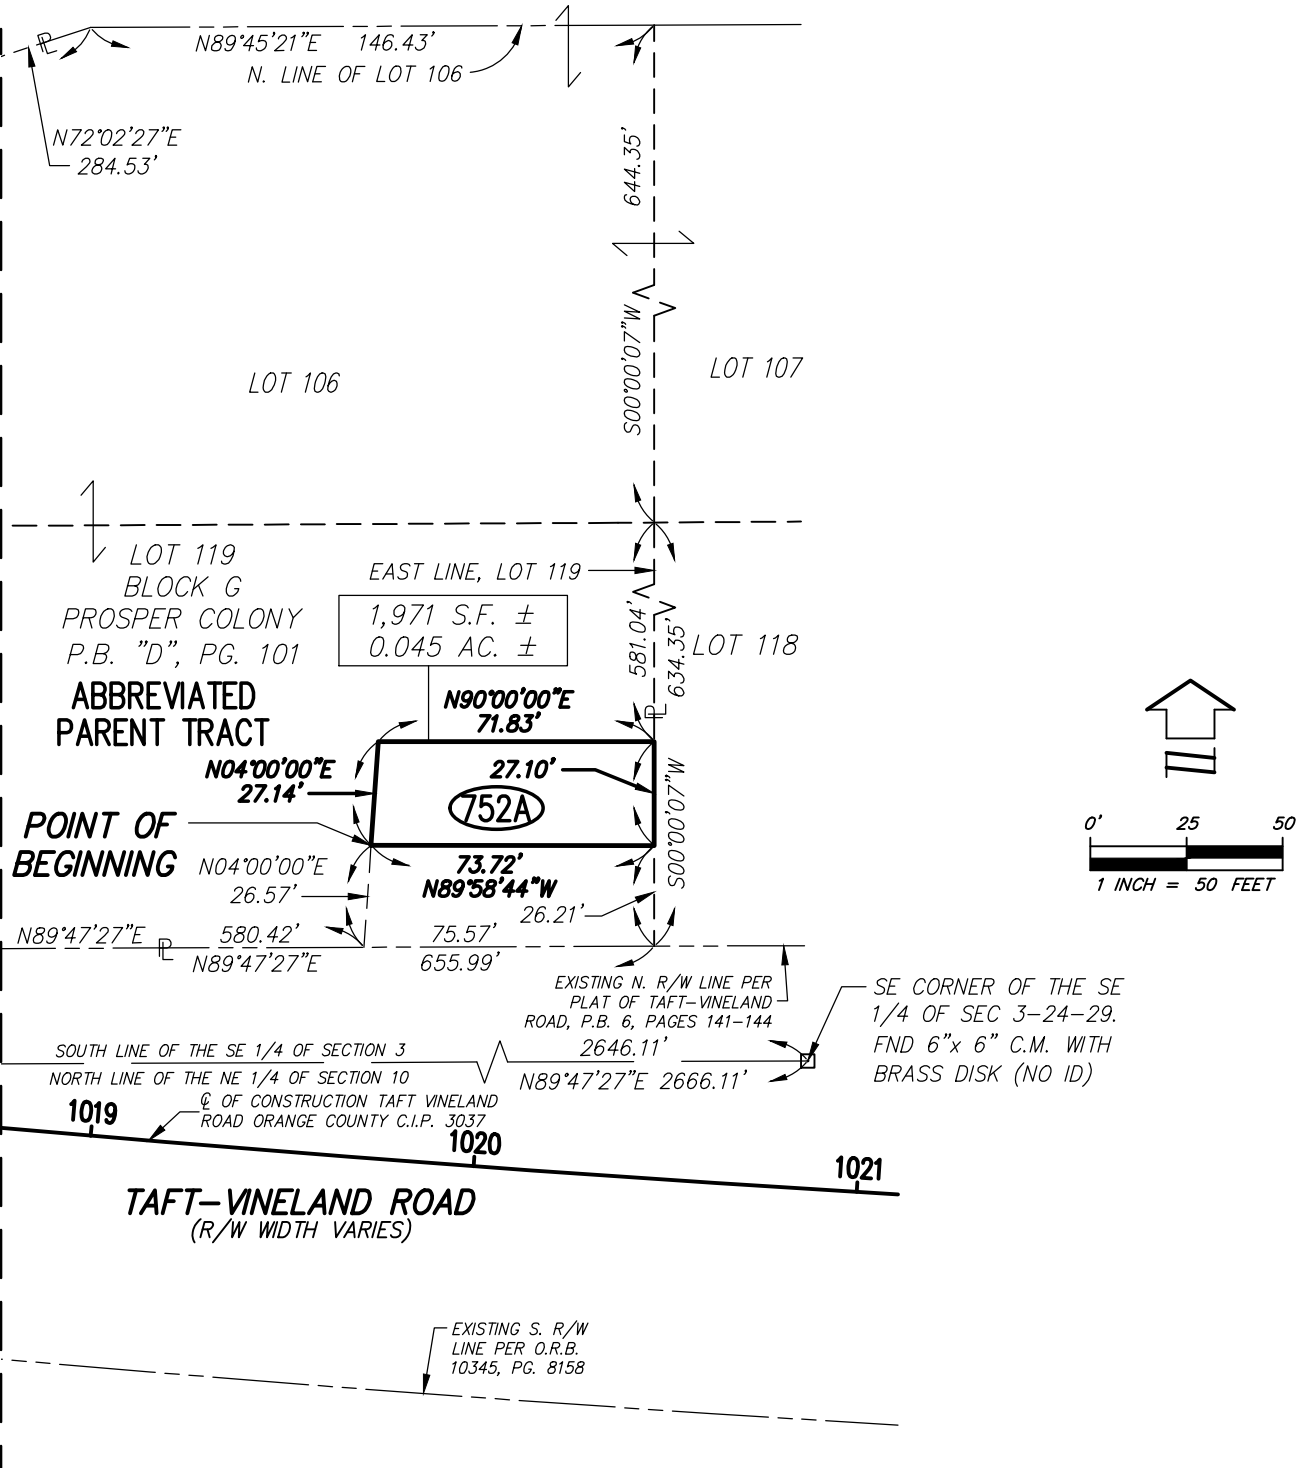 N89°45'21"E 146.43'
N. LINE OF LOT 106
N72°02'27"E
284.53'
644.35'
S00°00'07"W
LOT 106
LOT 107
LOT 119
BLOCK G
PROSPER COLONY
P.B. "D", PG. 101
EAST LINE, LOT 119
1,971 S.F. ±
0.045 AC. ±
581.04'
634.35'
LOT 118
ABBREVIATED
PARENT TRACT
N90°00'00"E
71.83'
N04°00'00"E
27.14'
27.10'
752A
S00°00'07"W
POINT OF
BEGINNING
N04°00'00"E
26.57'
73.72'
N89°58'44"W
26.21'
N89°47'27"E
580.42'
75.57'
N89°47'27"E
655.99'
0' 25 50
1 INCH = 50 FEET
EXISTING N. R/W LINE PER
PLAT OF TAFT-VINELAND
ROAD, P.B. 6, PAGES 141-144
SE CORNER OF THE SE
1/4 OF SEC 3-24-29.
FND 6"x 6" C.M. WITH
BRASS DISK (NO ID)
SOUTH LINE OF THE SE 1/4 OF SECTION 3
2646.11'
NORTH LINE OF THE NE 1/4 OF SECTION 10
N89°47'27"E 2666.11'
℄ OF CONSTRUCTION TAFT VINELAND
ROAD ORANGE COUNTY C.I.P. 3037
1019
1020
1021
TAFT-VINELAND ROAD
(R/W WIDTH VARIES)
EXISTING S. R/W
LINE PER O.R.B.
10345, PG. 8158